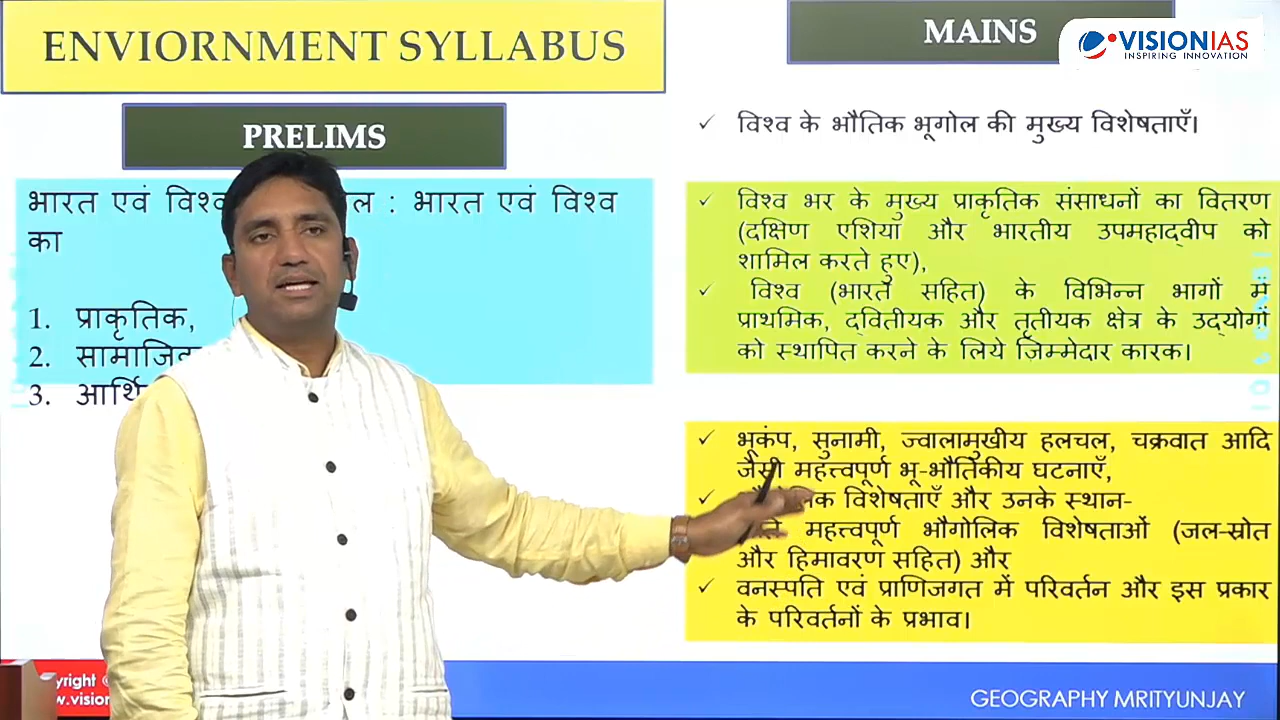 ENVIORNMENT SYLLABUS
PRELIMS
भारत एवं विश्व ल : भारत एवं विश्व
का
1. प्राकृतिक,
2.
3.
MAINS
VISIONIAS
INSPIRING INNOVATION
✓ विश्व के भौतिक भूगोल की मुख्य विशेषताएँ।
✓ विश्व भर के मुख्य प्राकृतिक संसाधनों का वितरण
(दक्षिण एशिया और भारतीय उपमहाद्वीप को
शामिल करते हुए),
✓ विश्व (भारत सहित) के विभिन्न भागों में
प्राथमिक, द्वितीयक और तृतीयक क्षेत्र के उद्योगों
को स्थापित करने के लिये जिम्मेदार कारक।
✓ भूकंप, सुनामी, ज्वालामुखीय हलचल, चक्रवात आदि
जैसी महत्त्वपूर्ण भू-भौतिकीय घटनाएँ,
✓ विशेषताएँ और उनके स्थान-
महत्त्वपूर्ण भौगोलिक विशेषताओं (जल-स्रोत
और हिमावरण सहित) और
✓ वनस्पति एवं प्राणिजगत में परिवर्तन और इस प्रकार
के परिवर्तनों के प्रभाव।
GEOGRAPHY MRITYUNJAY